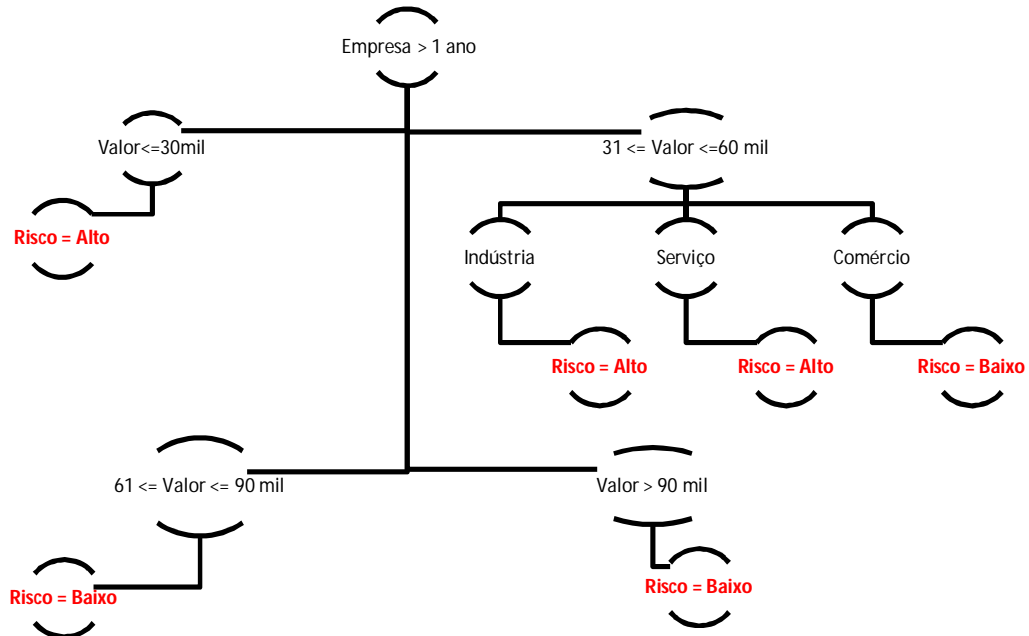 Empresa > 1 ano
Valor<=30mil
31 <= Valor <=60 mil
Risco = Alto
Indústria
Serviço
Comércio
Risco = Alto
Risco = Alto
Risco = Baixo
61 <= Valor <= 90 mil
Valor > 90 mil
Risco = Baixo
Risco = Baixo